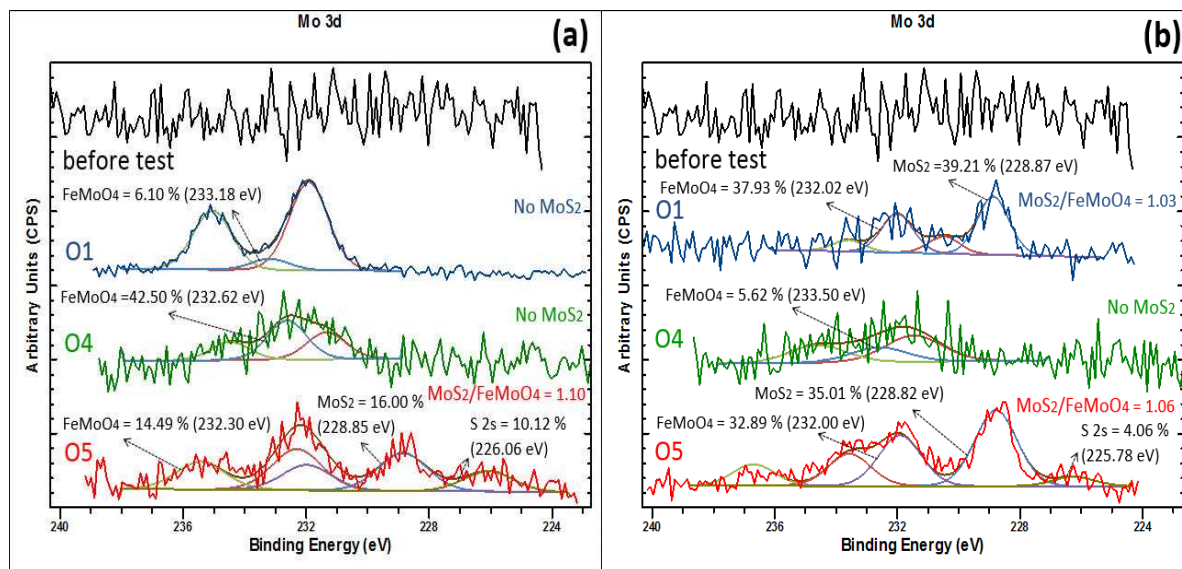 Mo 3d
(a)
before test
FeMoO4 = 6.10 % (233.18 eV)
No MoS2
O1
FeMoO4 =42.50 % (232.62 eV)
No MoS2
O4
MoS2/FeMoO4 = 1.10
FeMoO4 = 14.49 % (232.30 eV)
MoS2 = 16.00 %
(228.85 eV)
S 2s = 10.12 %
(226.06 eV)
O5
240 236 232 228 224
Binding Energy (eV)
Arbitrary Units (CPS)
Mo 3d
(b)
before test
MoS2 =39.21 % (228.87 eV)
FeMoO4 = 37.93 % (232.02 eV)
MoS2/FeMoO4 = 1.03
O1
FeMoO4 = 5.62 % (233.50 eV)
No MoS2
O4
MoS2 = 35.01 % (228.82 eV)
MoS2/FeMoO4 = 1.06
FeMoO4 = 32.89 % (232.00 eV)
S 2s = 4.06 %
(225.78 eV)
O5
240 236 232 228 224
Binding Energy (eV)
Arbitrary Units (CPS)